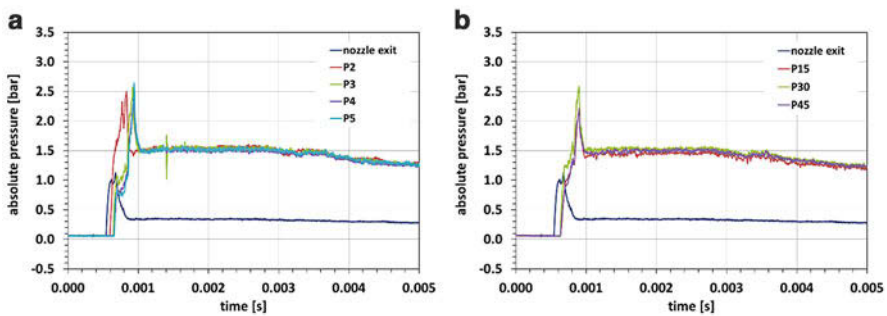 a
absolute pressure [bar]
3.5
3.0
2.5
2.0
1.5
1.0
0.5
0.0
-0.5
nozzle exit
P2
P3
P4
P5
0.000 0.001 0.002 0.003 0.004 0.005
time [s]
b
absolute pressure [bar]
3.5
3.0
2.5
2.0
1.5
1.0
0.5
0.0
-0.5
nozzle exit
P15
P30
P45
0.000 0.001 0.002 0.003 0.004 0.005
time [s]